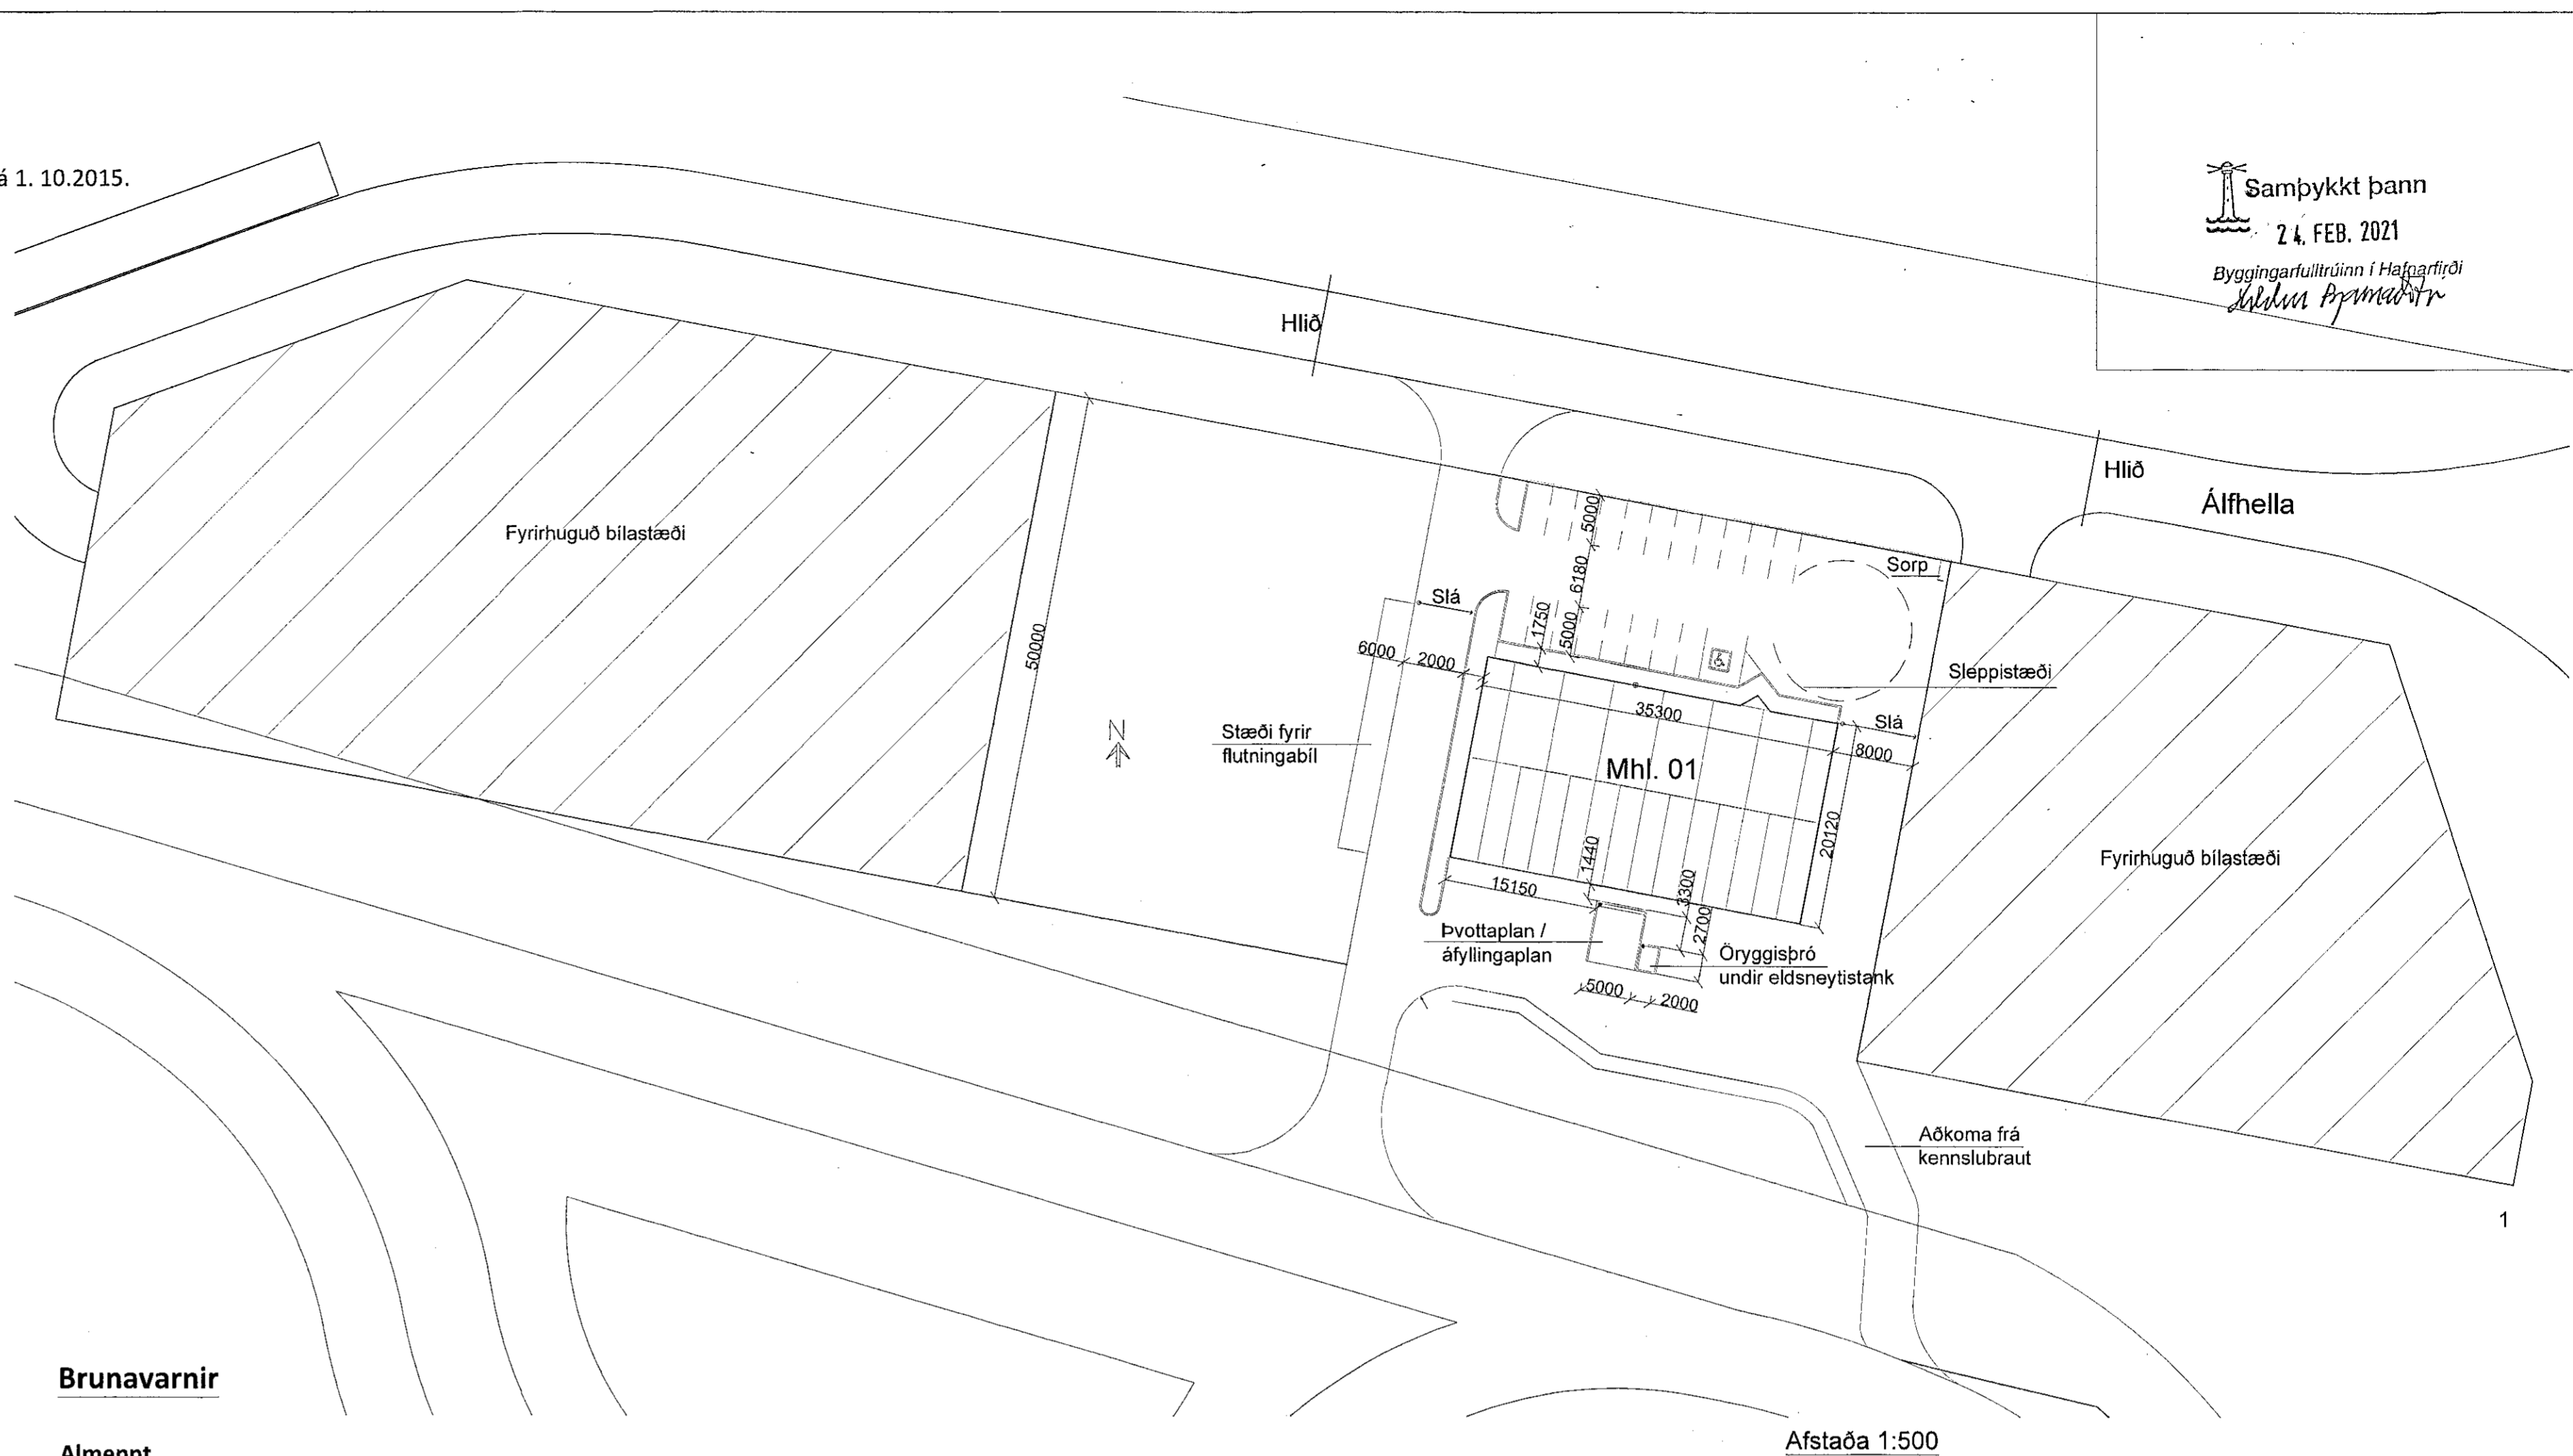 á 1. 10.2015.
Samþykkt þann
24. FEB. 2021
Byggingarfulltrúinn í Hafnarfirði
Hlið
Hlið
Álfhella
Fyrirhuguð bílastæði
5000
6180
1750
5000
Sorp
Slá
6000
2000
50000
N
Stæði fyrir
flutningabíl
35300
Sleppistæði
Slá
8000
Mhl. 01
20120
1440
15150
3300
2700
Fyrirhuguð bílastæði
Þvottaplan /
áfyllingaplan
Öryggisþró
undir eldsneytistank
5000
2000
Aðkoma frá
kennslubraut
1
Brunavarnir
Almennt
Afstaða 1:500